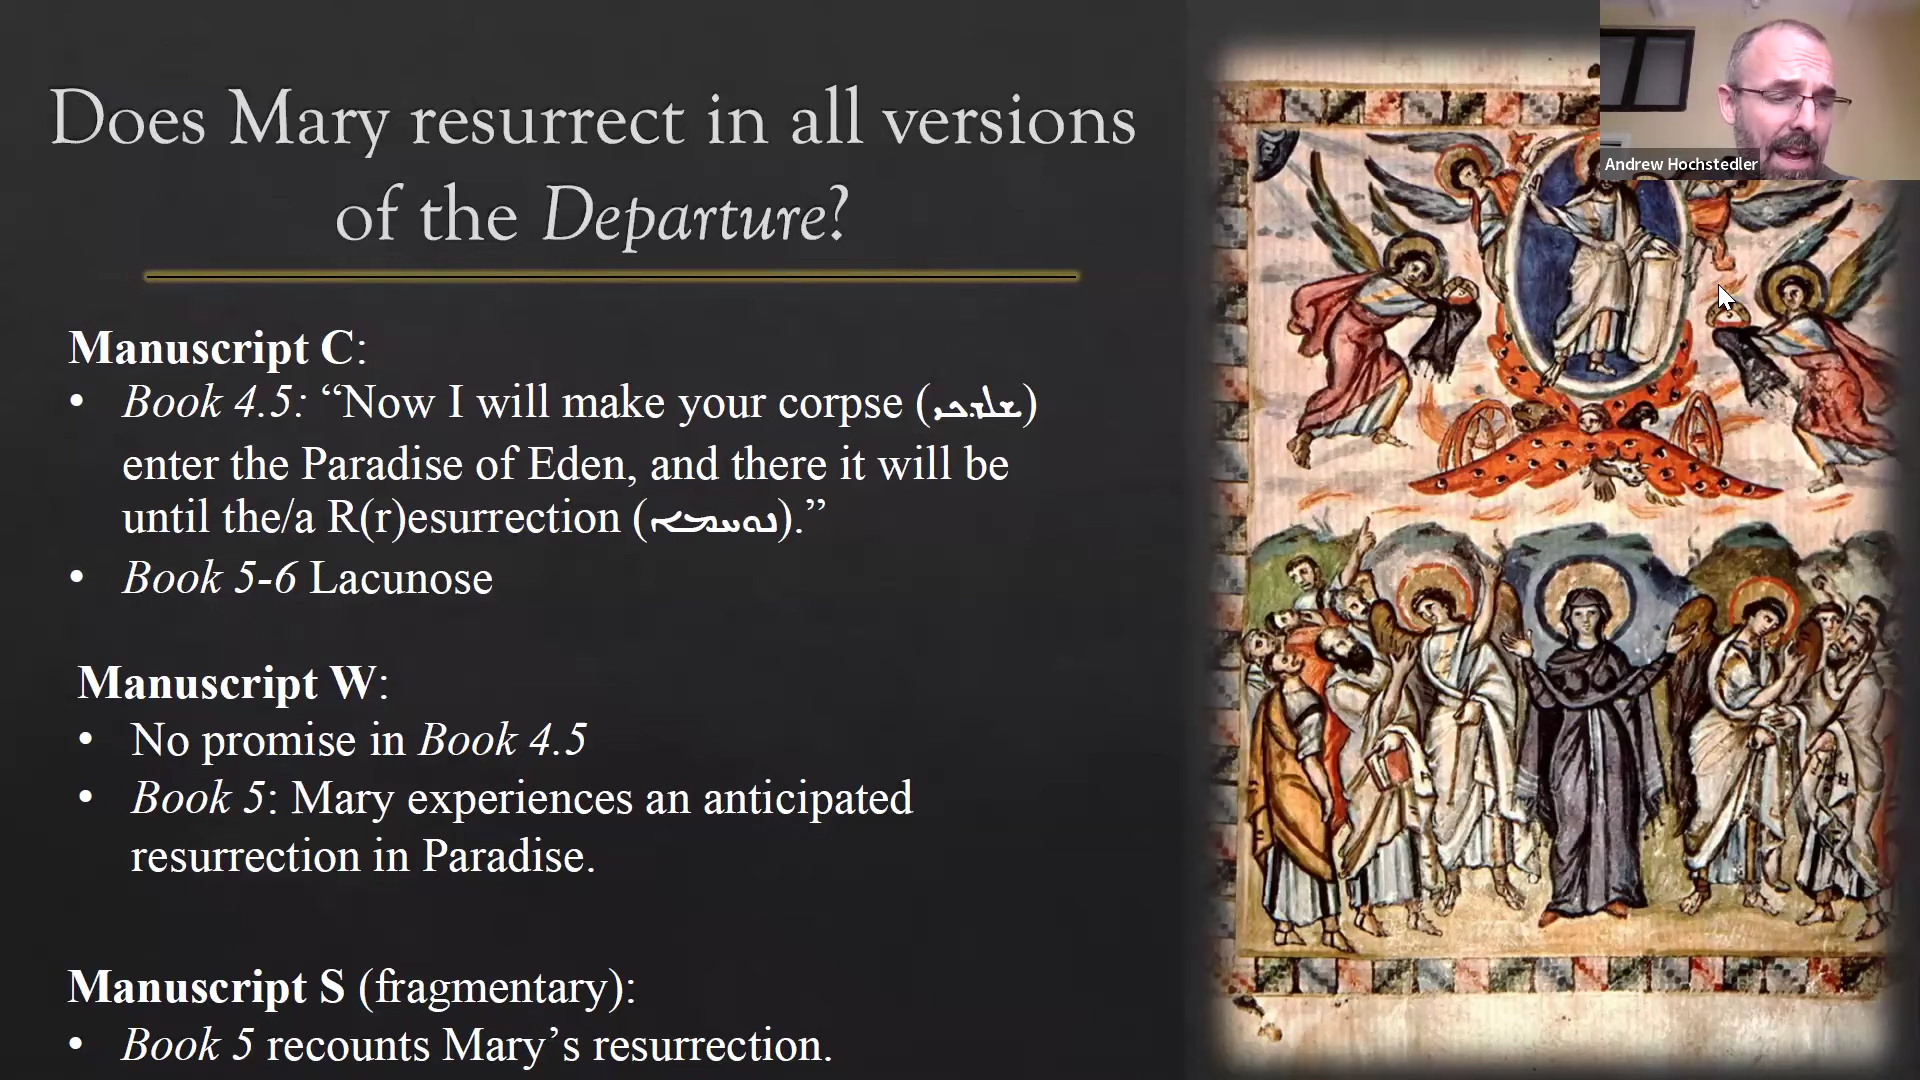 Does Mary resurrect in all versions
of the Departure?
Andrew Hochstedler
Manuscript C:
• Book 4.5: “Now I will make your corpse (ܫܠܕܟܝ)
enter the Paradise of Eden, and there it will be
until the/a R(r)esurrection (ܢܘܚܡܐ).”
• Book 5-6 Lacunose
Manuscript W:
• No promise in Book 4.5
• Book 5: Mary experiences an anticipated
resurrection in Paradise.
Manuscript S (fragmentary):
• Book 5 recounts Mary’s resurrection.